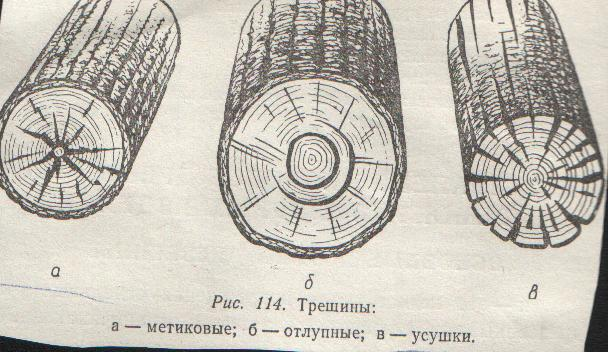 а
б
в
Рис. 114. Трещины:
а — метиковые; б — отлупные; в — усушки.